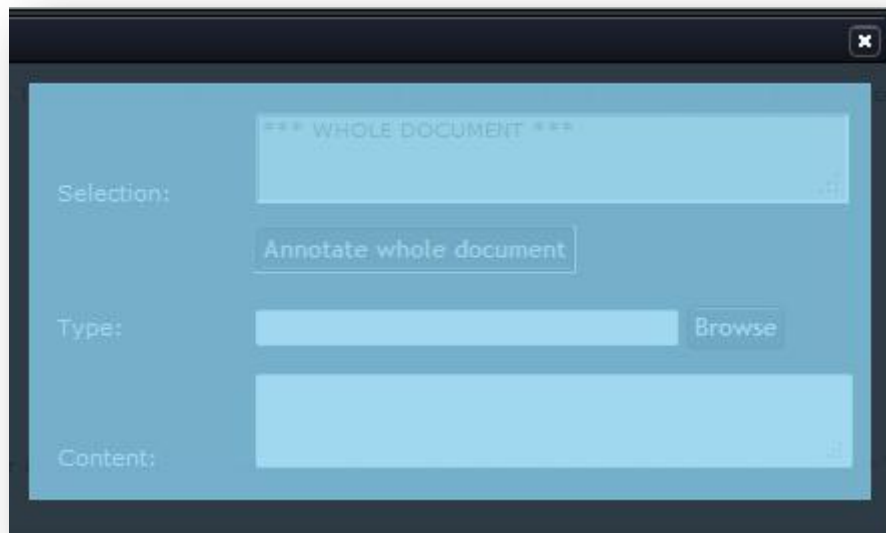 *** WHOLE DOCUMENT ***
Selection:
Annotate whole document
Type:
Browse
Content: